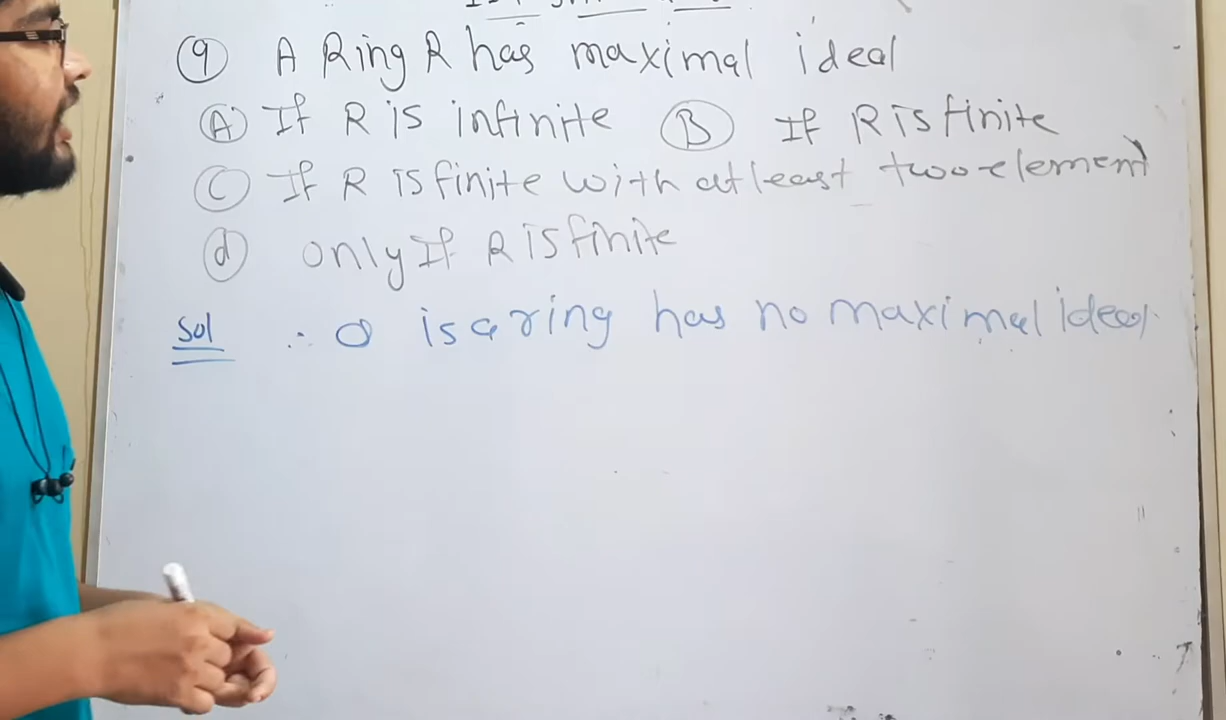 (9) A Ring R has maximal ideal
(A) If R is infinite (B) If R is finite
(C) If R is finite with atleast two element
(d) only If R is finite
Sol ∴ 0 is a ring has no maximal ideal.